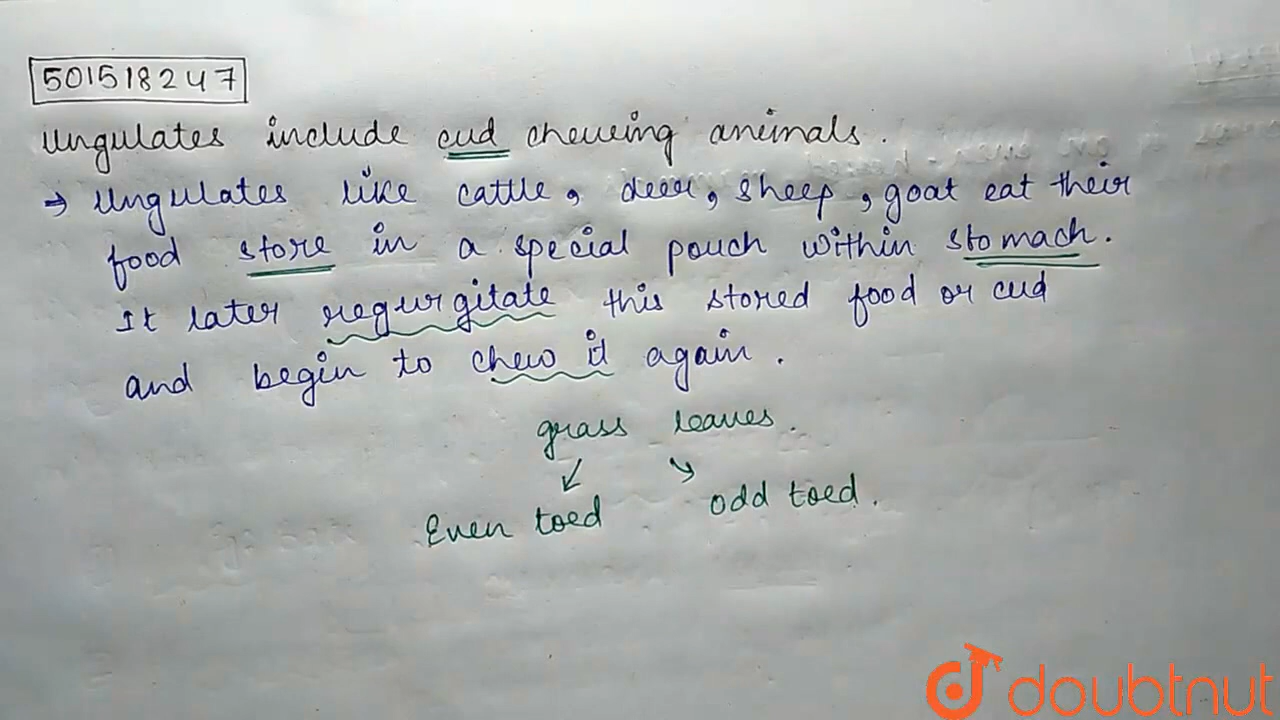 501518247
Ungulates include cud chewing animals.
→ Ungulates like cattle, deer, sheep, goat eat their
food store in a special pouch within stomach.
It later regurgitate this stored food or cud
and begin to chew it again.
grass leaves.
Even toed odd toed.
doubtnut